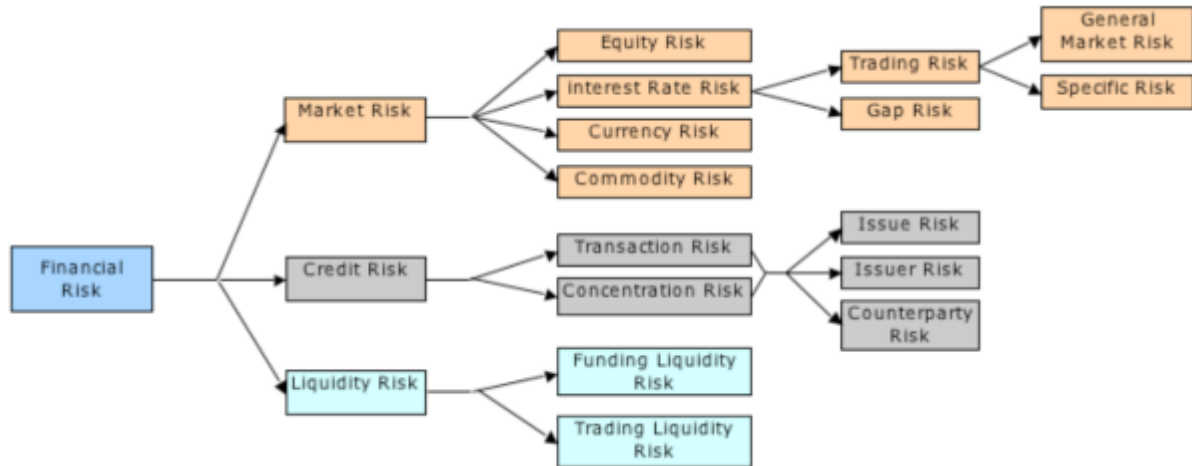 General
Market Risk
Equity Risk
Trading Risk
Interest Rate Risk
Specific Risk
Market Risk
Gap Risk
Currency Risk
Commodity Risk
Issue Risk
Transaction Risk
Financial
Risk
Credit Risk
Issuer Risk
Concentration Risk
Counterparty
Risk
Funding Liquidity
Risk
Liquidity Risk
Trading Liquidity
Risk